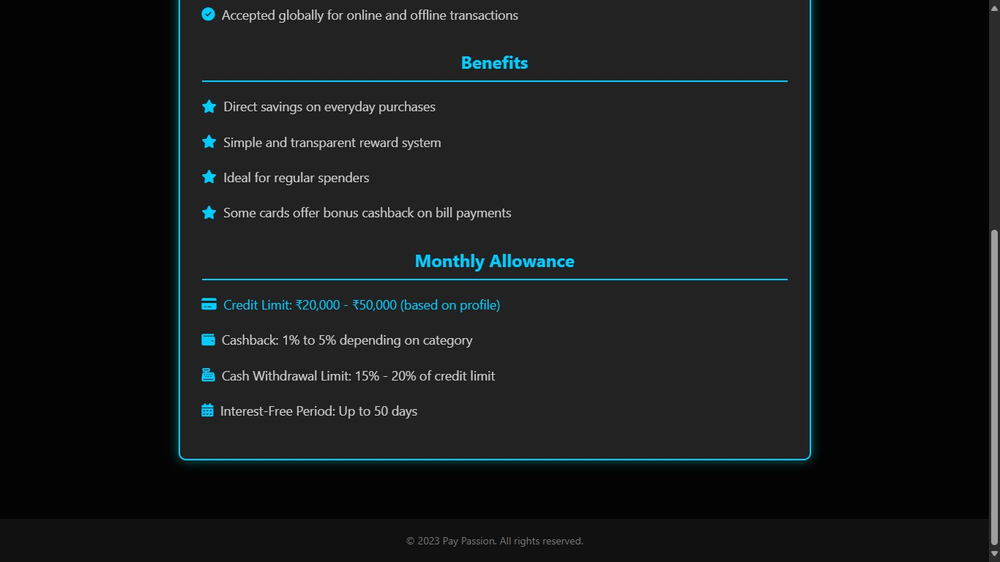 Accepted globally for online and offline transactions
Benefits
Direct savings on everyday purchases
Simple and transparent reward system
Ideal for regular spenders
Some cards offer bonus cashback on bill payments
Monthly Allowance
Credit Limit: ₹20,000 - ₹50,000 (based on profile)
Cashback: 1% to 5% depending on category
Cash Withdrawal Limit: 15% - 20% of credit limit
Interest-Free Period: Up to 50 days
© 2023 Pay Passion. All rights reserved.